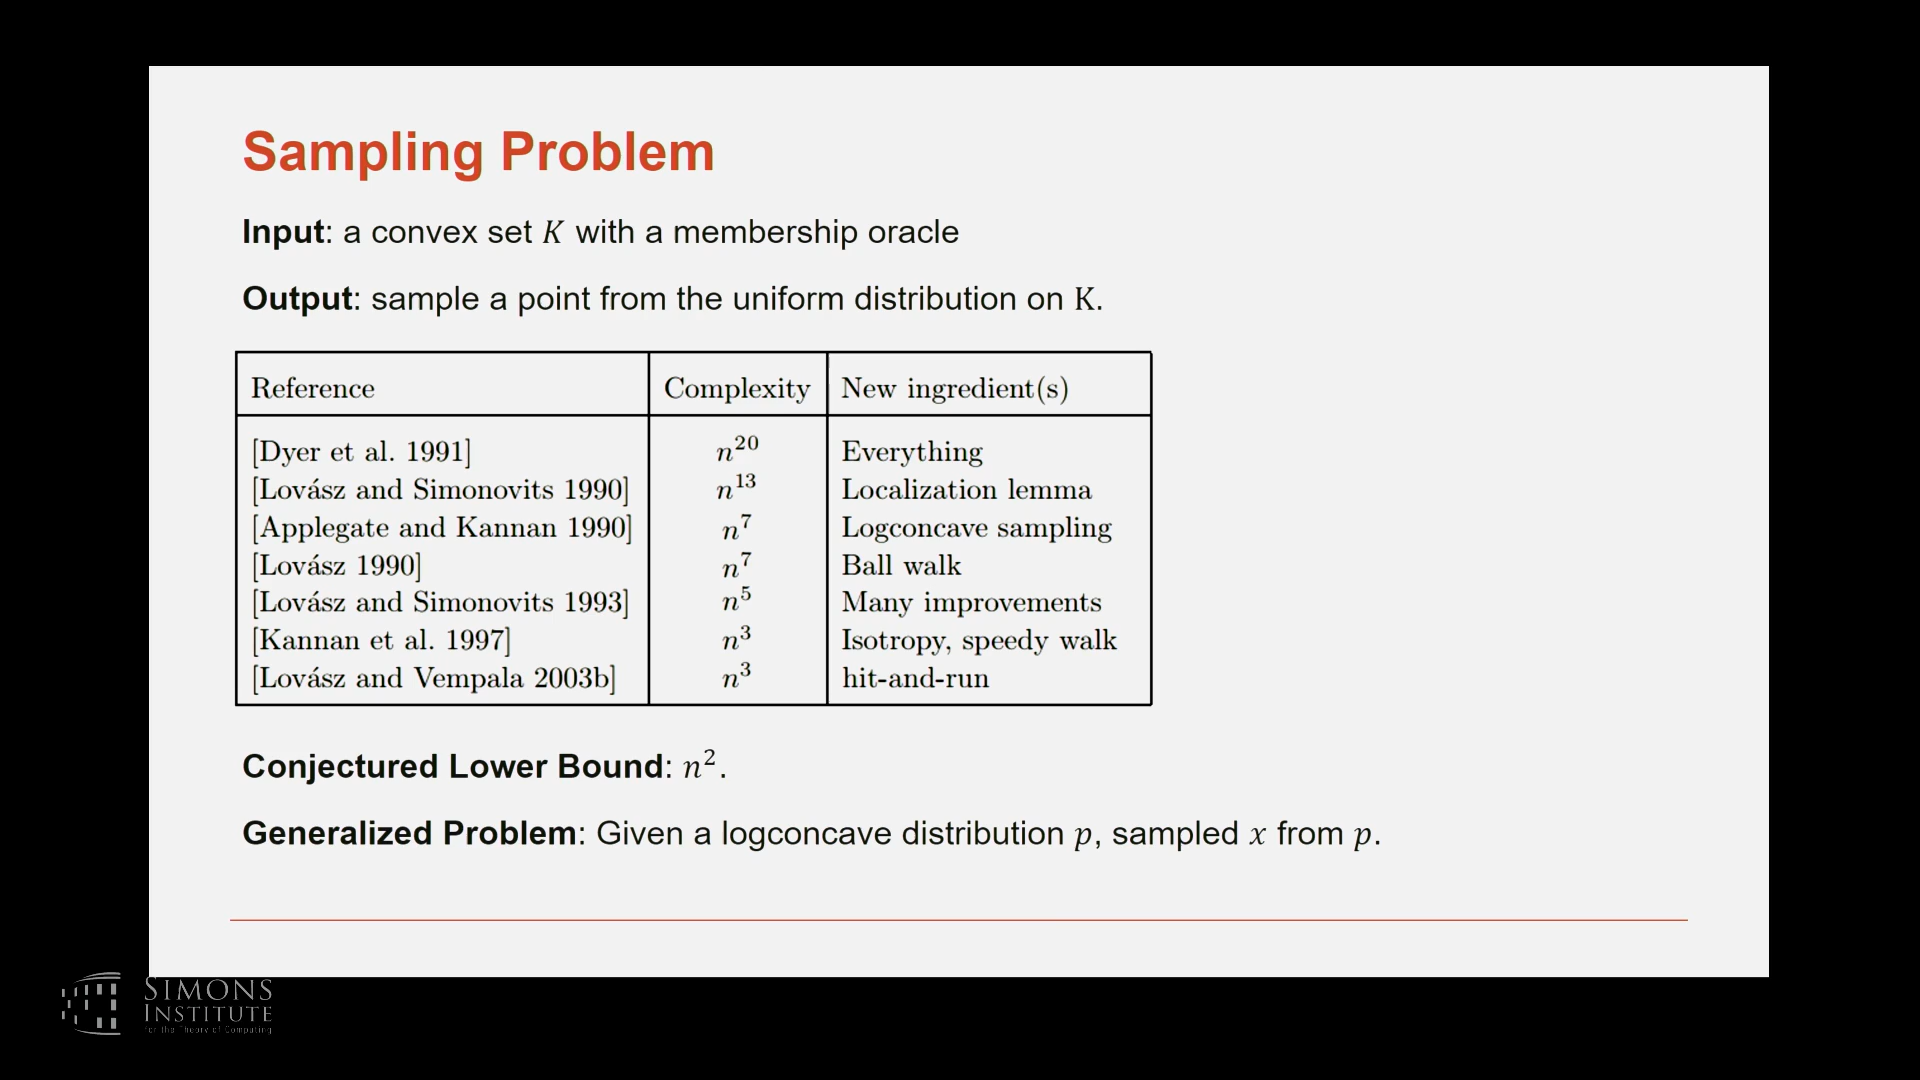 Sampling Problem
Input: a convex set K with a membership oracle
Output: sample a point from the uniform distribution on K.
Reference Complexity New ingredient(s)
[Dyer et al. 1991] n^20 Everything
[Lovász and Simonovits 1990] n^13 Localization lemma
[Applegate and Kannan 1990] n^7 Logconcave sampling
[Lovász 1990] n^7 Ball walk
[Lovász and Simonovits 1993] n^5 Many improvements
[Kannan et al. 1997] n^3 Isotropy, speedy walk
[Lovász and Vempala 2003b] n^3 hit-and-run
Conjectured Lower Bound: n^2.
Generalized Problem: Given a logconcave distribution p, sampled x from p.
SIMONS
INSTITUTE
for the Theory of Computing